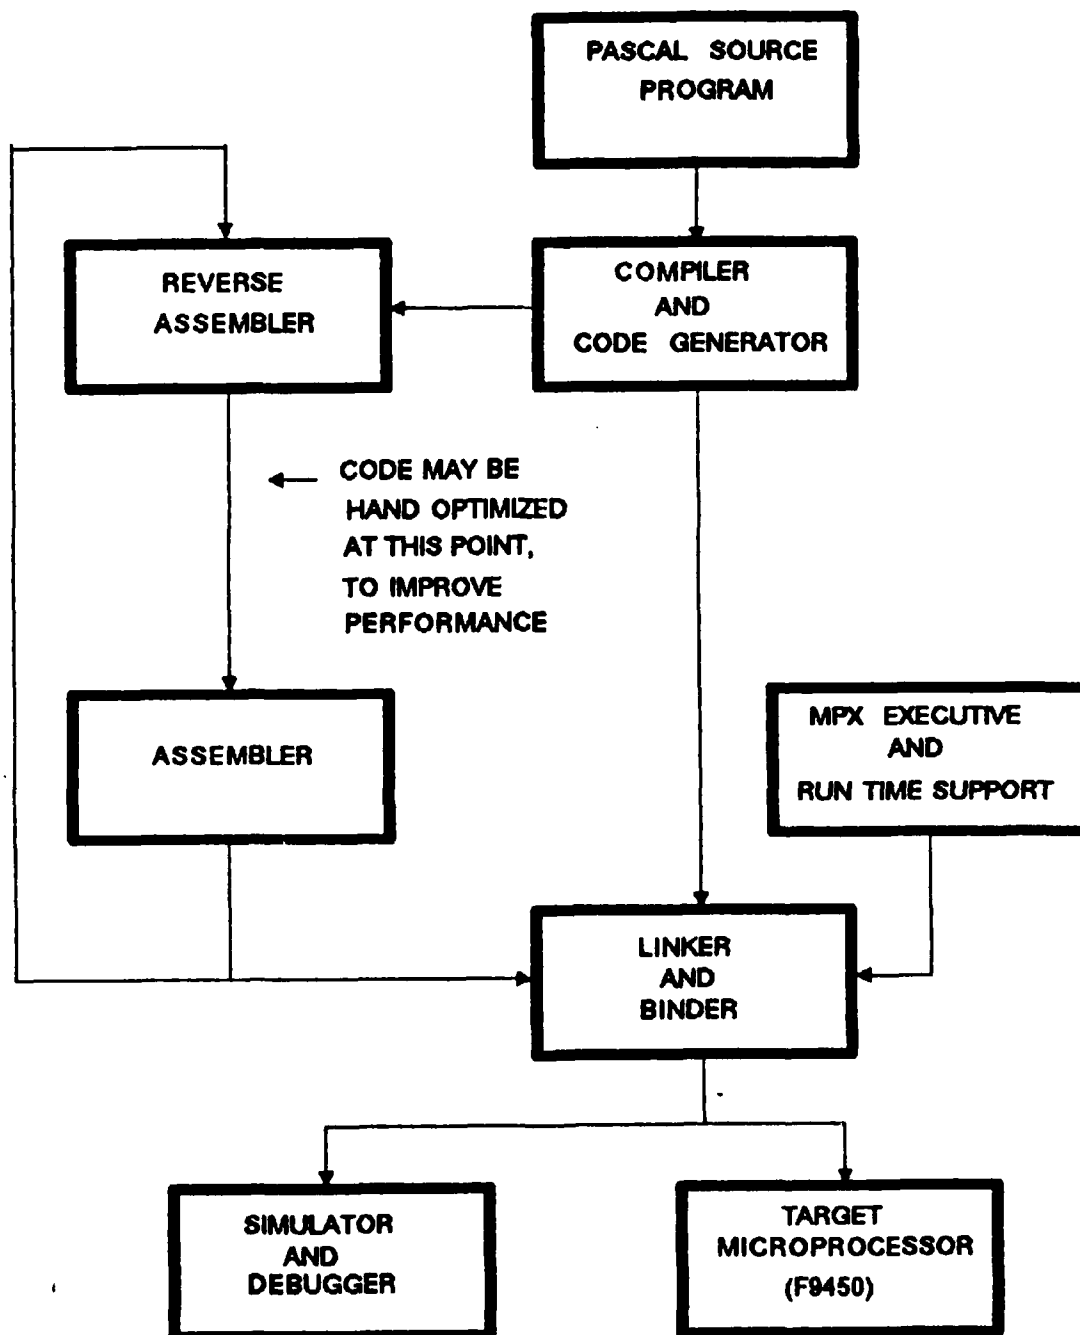 PASCAL SOURCE
PROGRAM
REVERSE
ASSEMBLER
COMPILER
AND
CODE GENERATOR
CODE MAY BE
HAND OPTIMIZED
AT THIS POINT,
TO IMPROVE
PERFORMANCE
ASSEMBLER
MPX EXECUTIVE
AND
RUN TIME SUPPORT
LINKER
AND
BINDER
SIMULATOR
AND
DEBUGGER
TARGET
MICROPROCESSOR
(F9450)